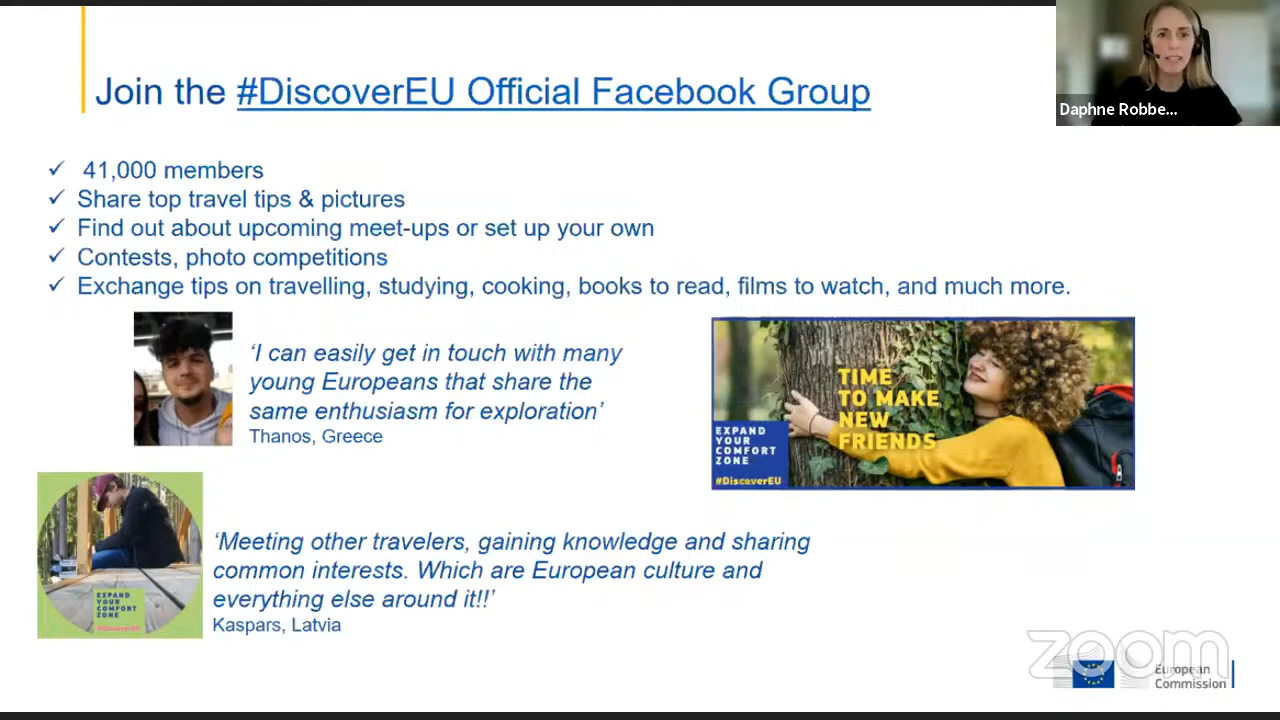 Join the #DiscoverEU Official Facebook Group
Daphne Robbe...
✓ 41,000 members
✓ Share top travel tips & pictures
✓ Find out about upcoming meet-ups or set up your own
✓ Contests, photo competitions
✓ Exchange tips on travelling, studying, cooking, books to read, films to watch, and much more.
‘I can easily get in touch with many
young Europeans that share the
same enthusiasm for exploration’
Thanos, Greece
TIME
TO MAKE
NEW
FRIENDS
EXPAND
YOUR
COMFORT
ZONE
#DiscoverEU
EXPAND
YOUR
COMFORT
ZONE
#DiscoverEU
‘Meeting other travelers, gaining knowledge and sharing
common interests. Which are European culture and
everything else around it!!’
Kaspars, Latvia
zoom
European
Commission